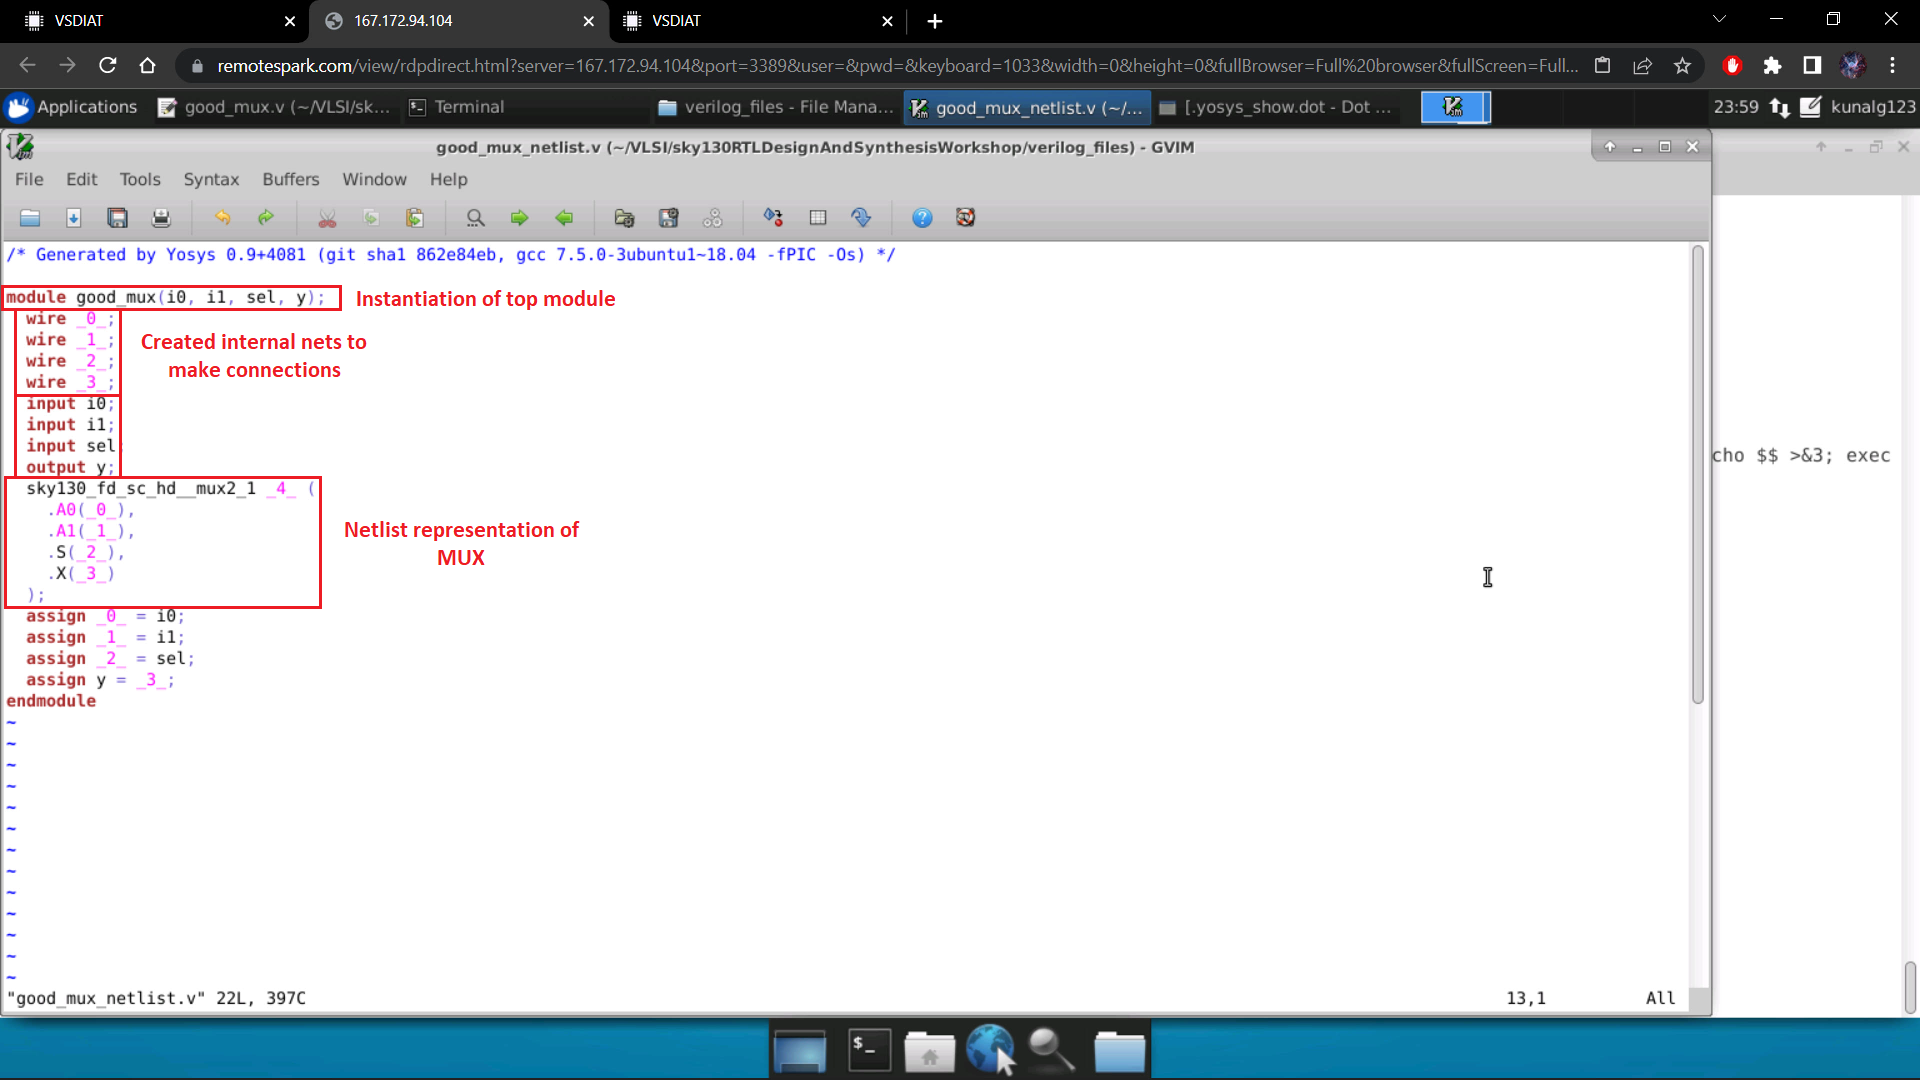 VSDIAT
167.172.94.104
VSDIAT
remotespark.com/view/rdpdirect.html?server=167.172.94.104&port=3389&user=&pwd=&keyboard=1033&width=0&height=0&fullBrowser=Full%20browser&fullScreen=Full...
Applications
good_mux.v (~/VLSI/sk...
Terminal
verilog_files - File Mana...
good_mux_netlist.v (~/...
[.yosys_show.dot - Dot ...
23:59
kunalg123
good_mux_netlist.v (~/VLSI/sky130RTLDesignAndSynthesisWorkshop/verilog_files) - GVIM
File Edit Tools Syntax Buffers Window Help
/* Generated by Yosys 0.9+4081 (git sha1 862e84eb, gcc 7.5.0-3ubuntu1~18.04 -fPIC -Os) */
module good_mux(i0, i1, sel, y);
Instantiation of top module
wire _0_;
wire _1_;
wire _2_;
wire _3_;
Created internal nets to
make connections
input i0;
input i1;
input sel
output y;
cho $$ >&3; exec
sky130_fd_sc_hd__mux2_1 _4_ (
.A0(_0_),
.A1(_1_),
.S(_2_),
.X(_3_)
);
Netlist representation of
MUX
assign _0_ = i0;
assign _1_ = i1;
assign _2_ = sel;
assign y = _3_;
endmodule
~
~
~
~
~
~
~
~
~
~
~
~
~
"good_mux_netlist.v" 22L, 397C
13,1
All
$_